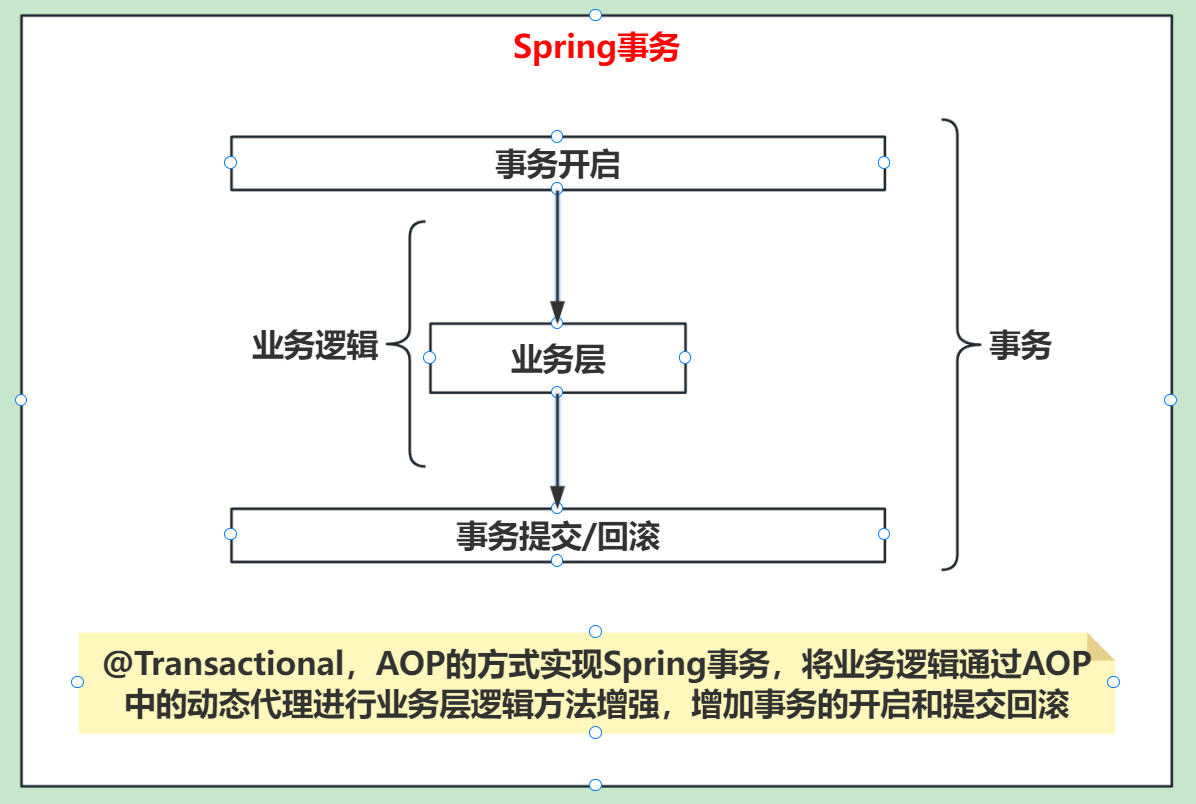 Spring事务
事务开启
业务逻辑
业务层
事务
事务提交/回滚
@Transactional，AOP的方式实现Spring事务，将业务逻辑通过AOP
中的动态代理进行业务层逻辑方法增强，增加事务的开启和提交回滚